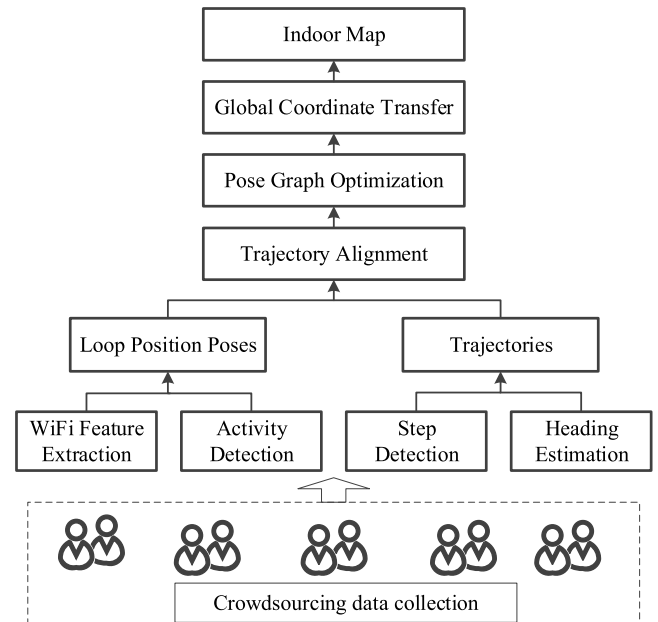 Indoor Map
Global Coordinate Transfer
Pose Graph Optimization
Trajectory Alignment
Loop Position Poses
Trajectories
WiFi Feature
Extraction
Activity
Detection
Step
Detection
Heading
Estimation
Crowdsourcing data collection